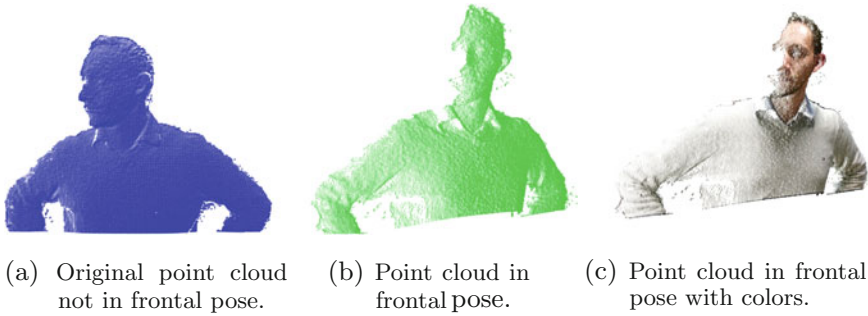 (a) Original point cloud
not in frontal pose.
(b) Point cloud in
frontal pose.
(c) Point cloud in frontal
pose with colors.